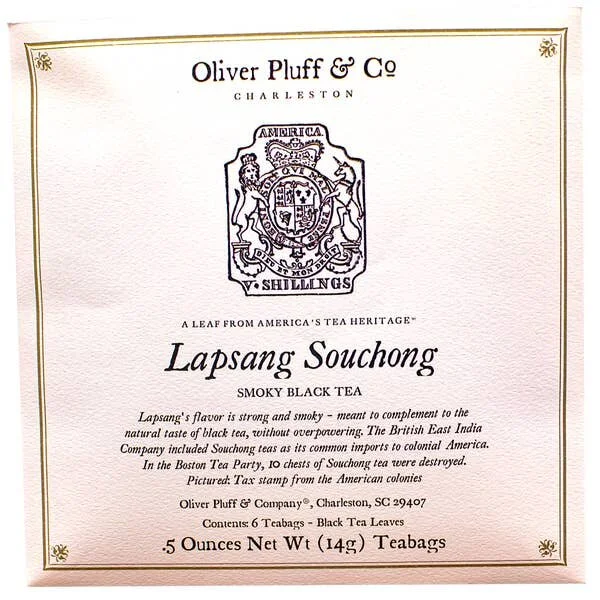 Oliver Pluff & Co
CHARLESTON
AMERICA
DIEU ET MON DROIT
V • SHILLINGS
A LEAF FROM AMERICA'S TEA HERITAGE™
Lapsang Souchong
SMOKY BLACK TEA
Lapsang's flavor is strong and smoky – meant to complement to the
natural taste of black tea, without overpowering. The British East India
Company included Souchong teas as its common imports to colonial America.
In the Boston Tea Party, 10 chests of Souchong tea were destroyed.
Pictured: Tax stamp from the American colonies
Oliver Pluff & Company®, Charleston, SC 29407
Contents: 6 Teabags – Black Tea Leaves
.5 Ounces Net Wt (14g) Teabags